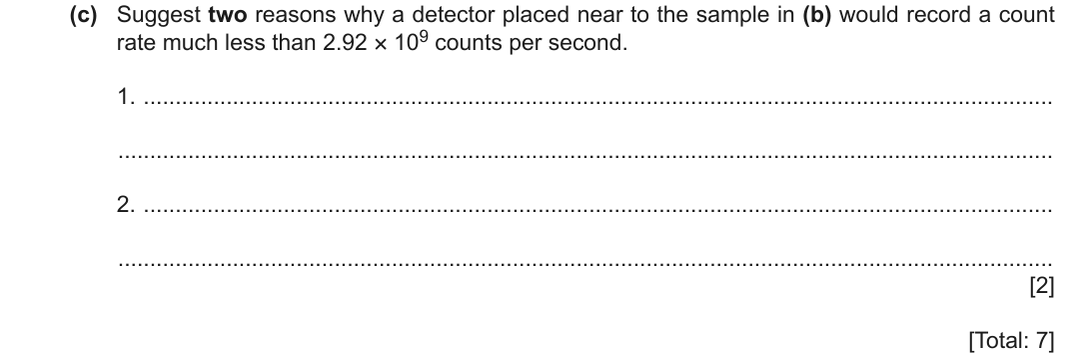 (c) Suggest two reasons why a detector placed near to the sample in (b) would record a count
rate much less than 2.92 × 10⁹ counts per second.
1. ....................................................................................................
....................................................................................................
2. ....................................................................................................
....................................................................................................
[2]
[Total: 7]